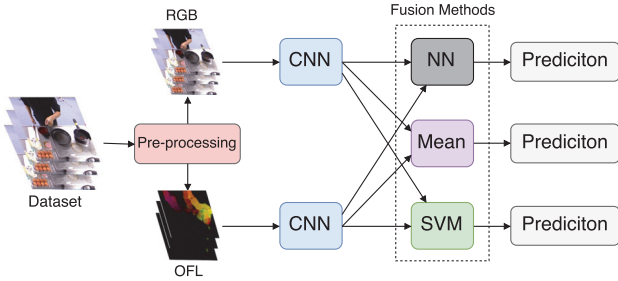 RGB
Fusion Methods
CNN
NN
Prediciton
Pre-processing
Mean
Prediciton
Dataset
CNN
SVM
Prediciton
OFL